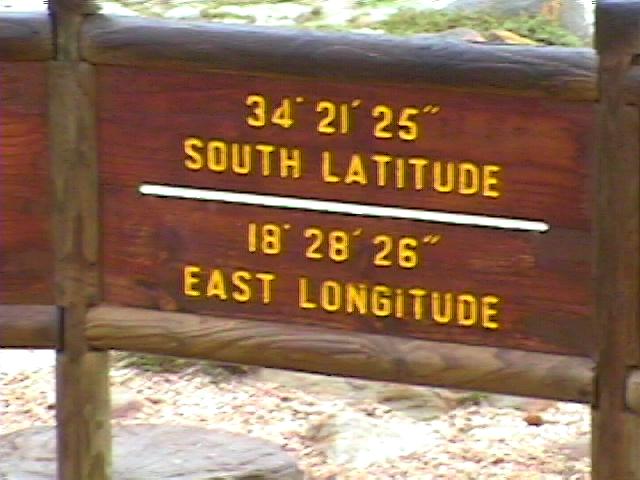 34° 21′ 25″
SOUTH LATITUDE
18° 28′ 26″
EAST LONGITUDE